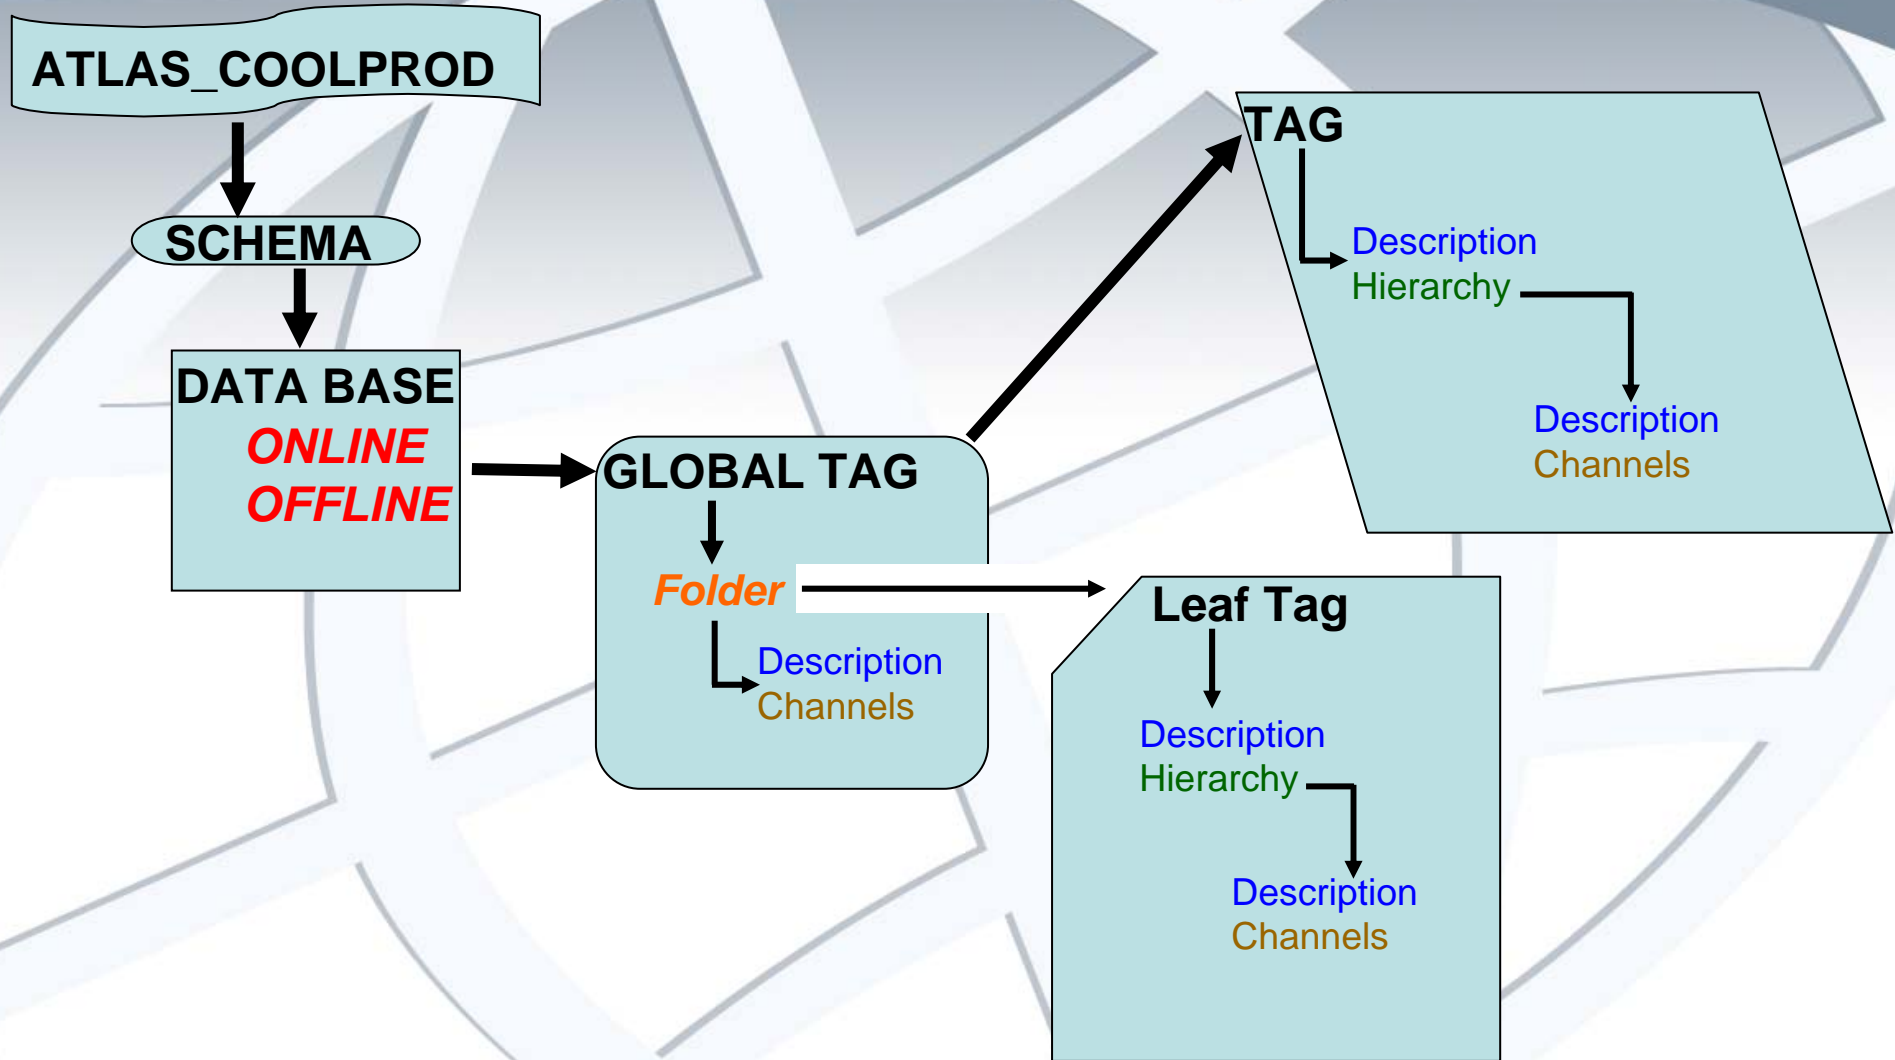 ATLAS_COOLPROD
SCHEMA
DATA BASE
ONLINE
OFFLINE
GLOBAL TAG
Folder
Description
Channels
TAG
Description
Hierarchy
Description
Channels
Leaf Tag
Description
Hierarchy
Description
Channels